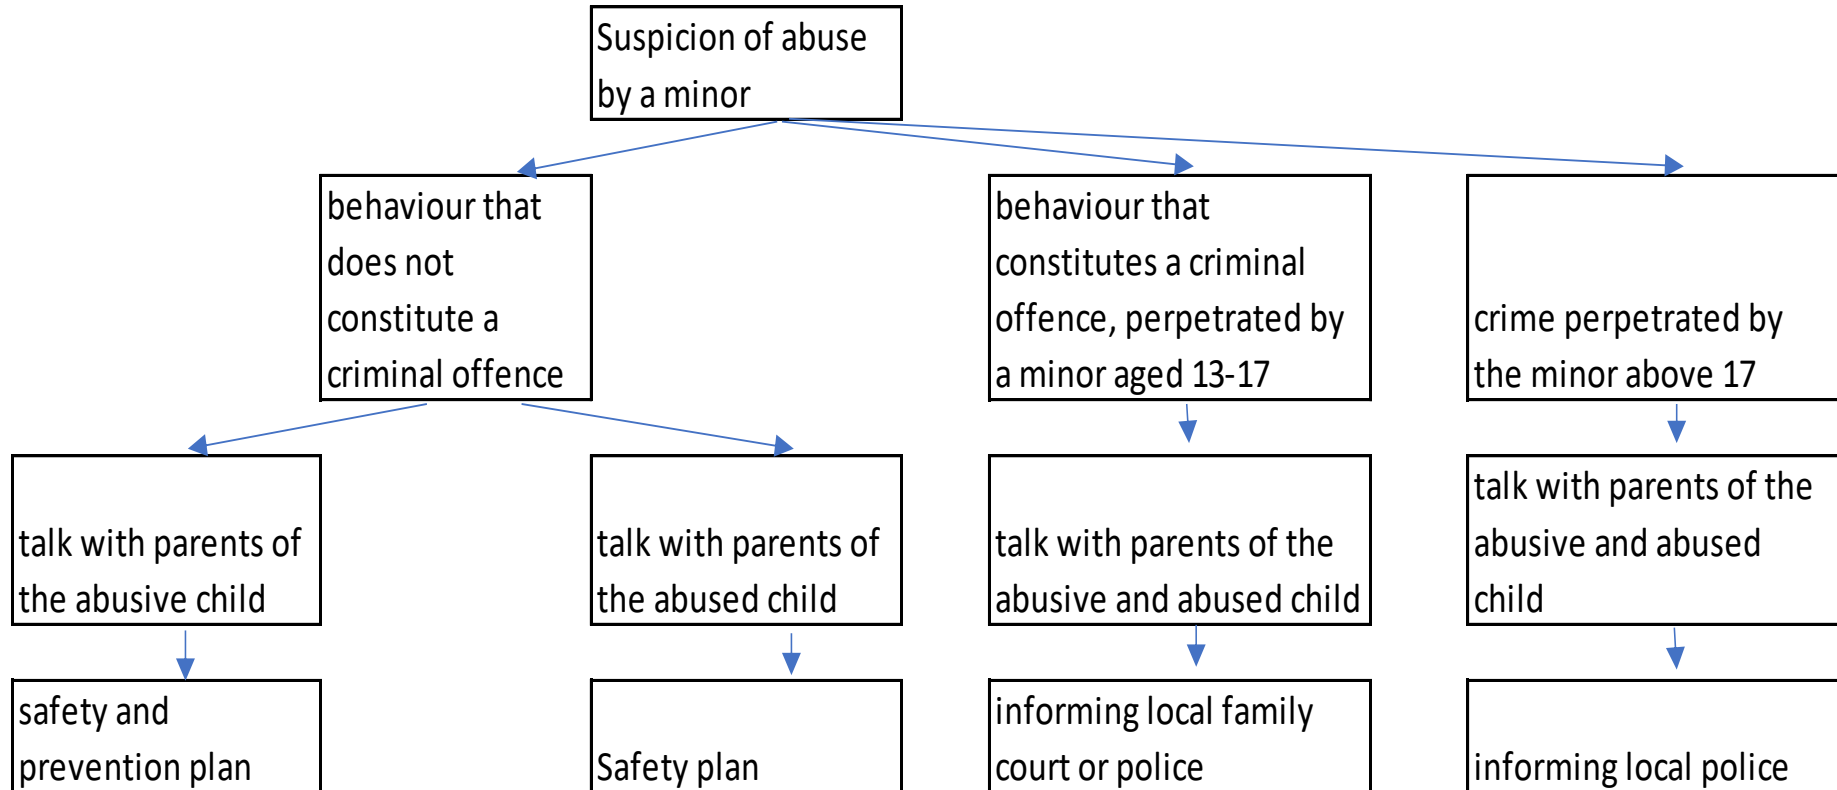 Suspicion of abuse
by a minor
behaviour that
does not
constitute a
criminal offence
behaviour that
constitutes a criminal
offence, perpetrated by
a minor aged 13-17
crime perpetrated by
the minor above 17
talk with parents of
the abusive child
talk with parents of
the abused child
talk with parents of the
abusive and abused child
talk with parents of the
abusive and abused
child
safety and
prevention plan
Safety plan
informing local family
court or police
informing local police